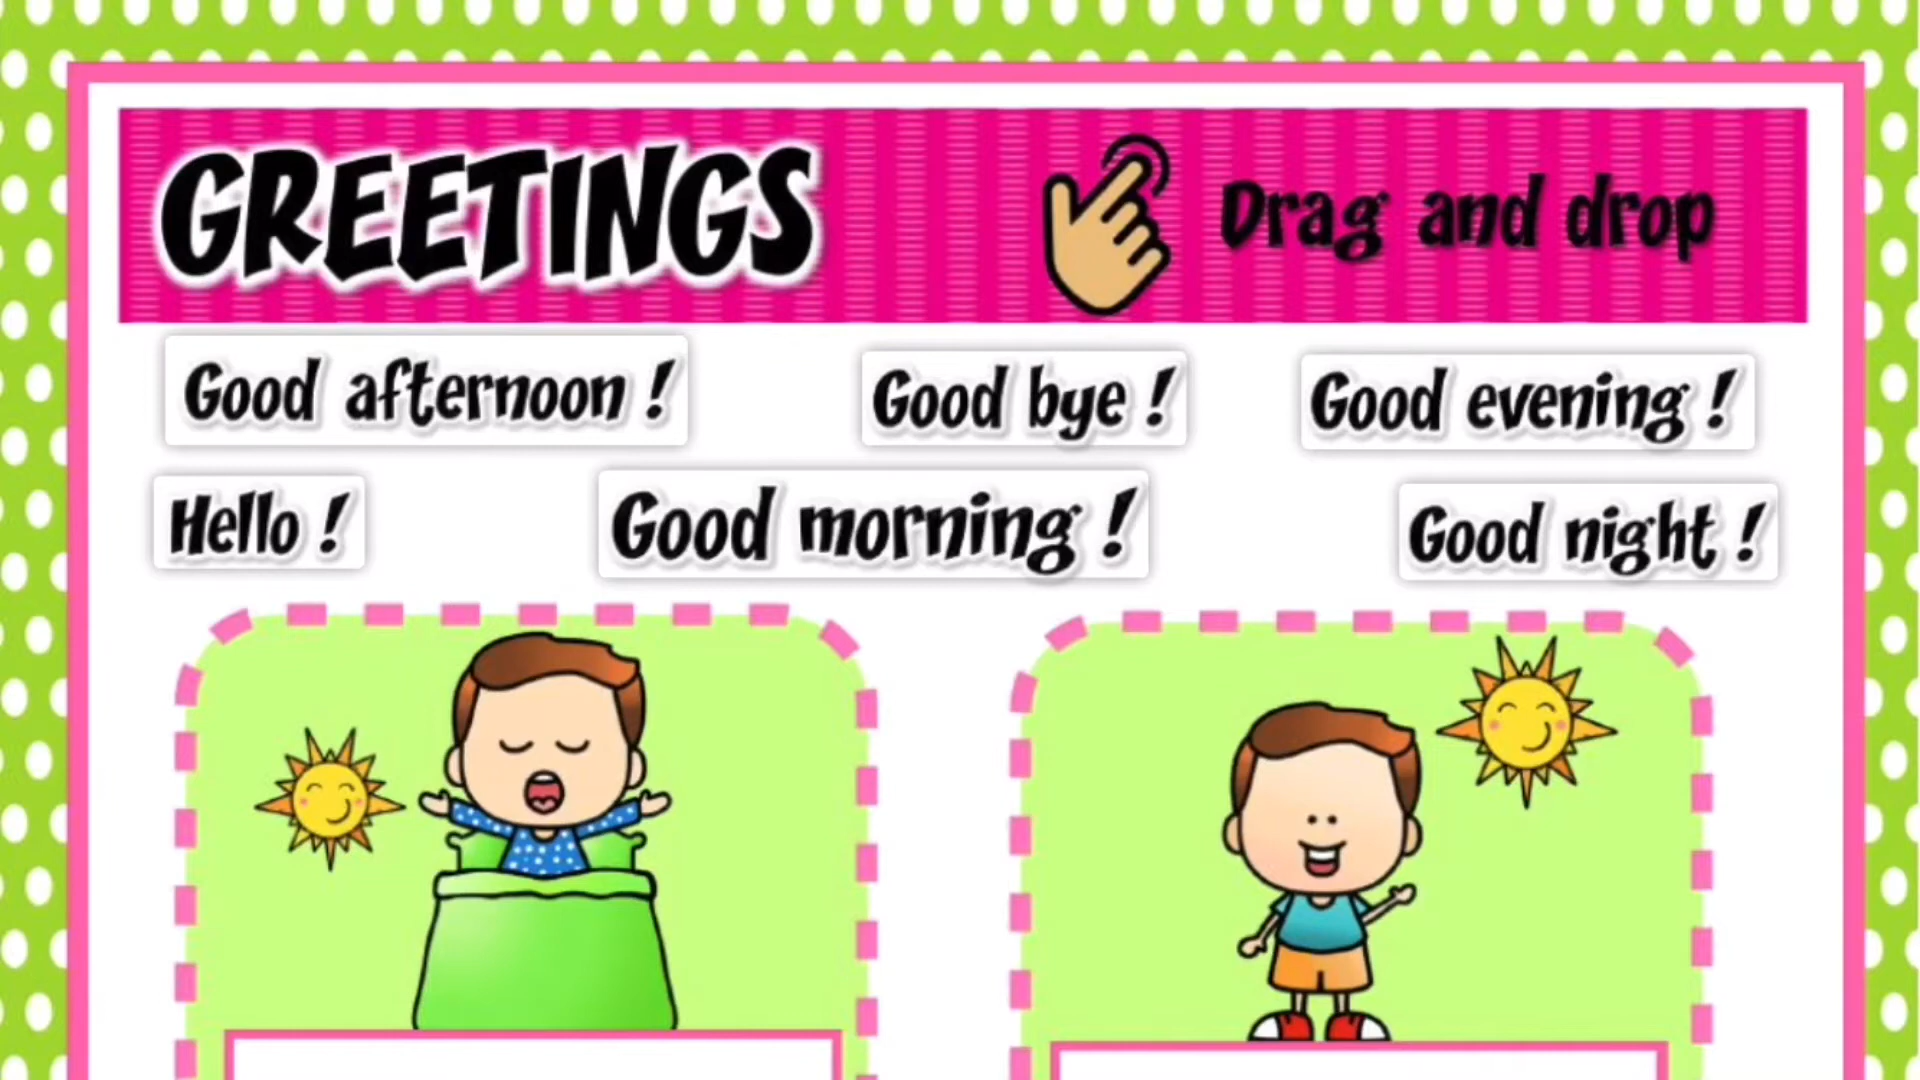 GREETINGS
Drag and drop
Good afternoon !
Good bye !
Good evening !
Hello !
Good morning !
Good night !